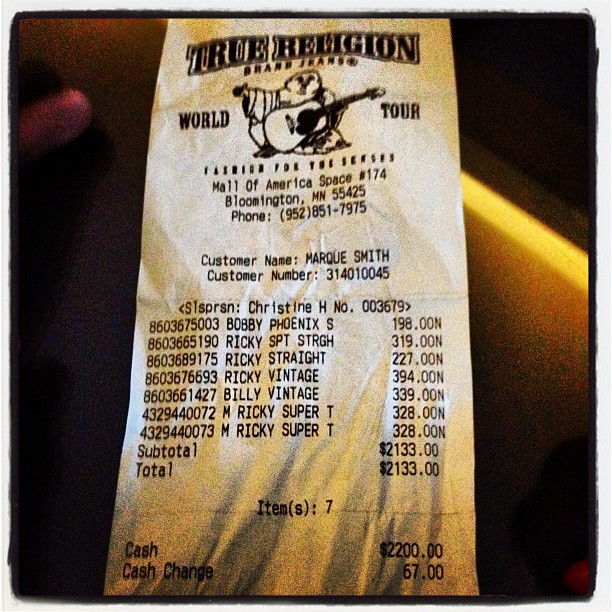 TRUE RELIGION
BRAND JEANS®
WORLD TOUR
FASHION FOR THE SENSES
Mall Of America Space #174
Bloomington, MN 55425
Phone: (952)851-7975
Customer Name: MARQUE SMITH
Customer Number: 314010045
<Slsprsn: Christine H No. 003679>
8603675003 BOBBY PHOENIX S 198.00N
8603665190 RICKY SPT STRGH 319.00N
8603689175 RICKY STRAIGHT 227.00N
8603676693 RICKY VINTAGE 394.00N
8603661427 BILLY VINTAGE 339.00N
4329440072 M RICKY SUPER T 328.00N
4329440073 M RICKY SUPER T 328.00N
Subtotal $2133.00
Total $2133.00
Item(s): 7
Cash $2200.00
Cash Change 67.00